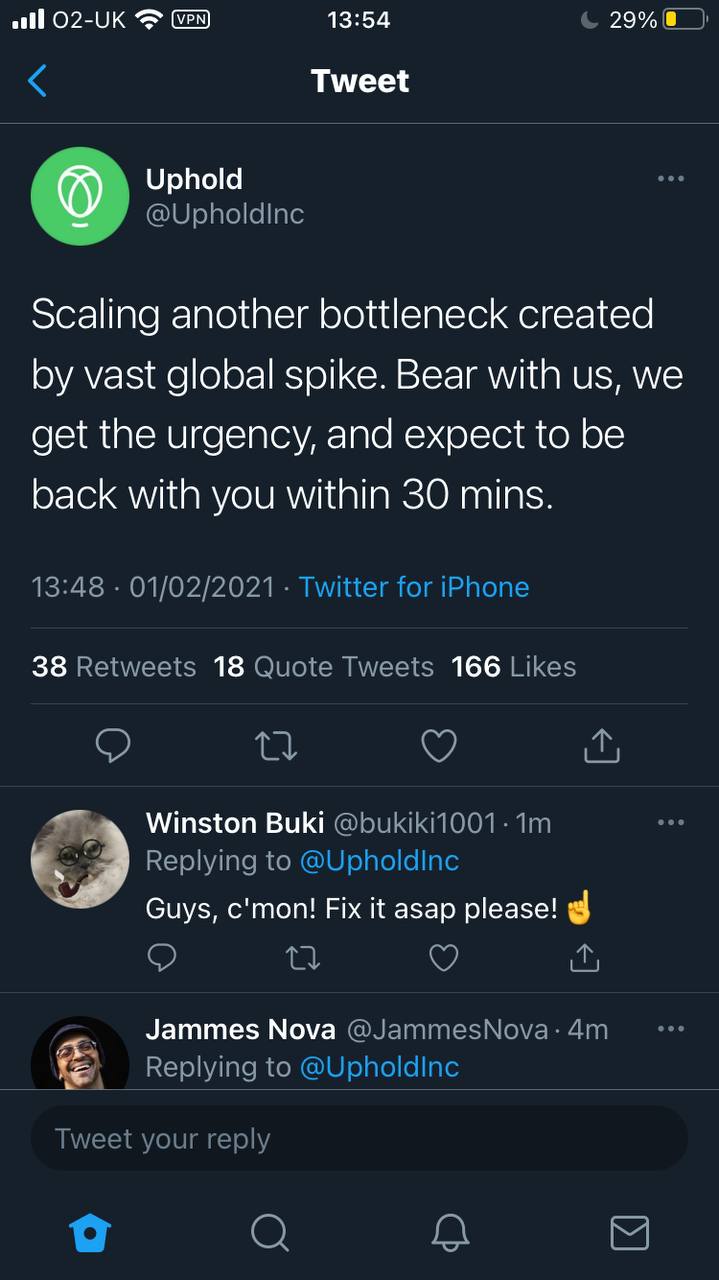 O2-UK VPN 13:54 29%
Tweet
Uphold
@UpholdInc
Scaling another bottleneck created
by vast global spike. Bear with us, we
get the urgency, and expect to be
back with you within 30 mins.
13:48 · 01/02/2021 · Twitter for iPhone
38 Retweets 18 Quote Tweets 166 Likes
Winston Buki @bukiki1001 · 1m
Replying to @UpholdInc
Guys, c'mon! Fix it asap please!☝️
Jammes Nova @JammesNova · 4m
Replying to @UpholdInc
Tweet your reply